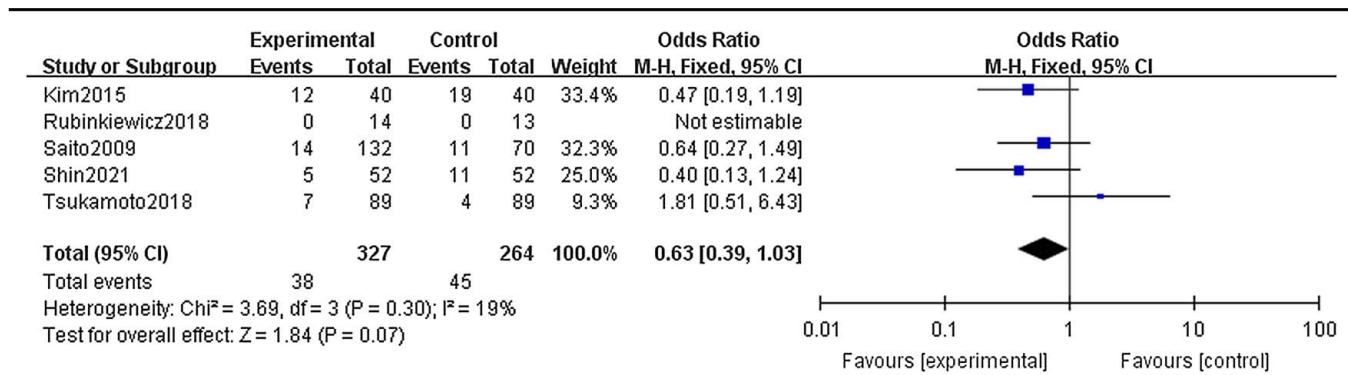 Experimental Control Odds Ratio Odds Ratio
Study or Subgroup Events Total Events Total Weight M-H, Fixed, 95% CI M-H, Fixed, 95% CI
Kim2015 12 40 19 40 33.4% 0.47 [0.19, 1.19]
Rubinkiewicz2018 0 14 0 13 Not estimable
Saito2009 14 132 11 70 32.3% 0.64 [0.27, 1.49]
Shin2021 5 52 11 52 25.0% 0.40 [0.13, 1.24]
Tsukamoto2018 7 89 4 89 9.3% 1.81 [0.51, 6.43]
Total (95% CI) 327 264 100.0% 0.63 [0.39, 1.03]
Total events 38 45
Heterogeneity: Chi² = 3.69, df = 3 (P = 0.30); I² = 19%
Test for overall effect: Z = 1.84 (P = 0.07)
0.01 0.1 1 10 100
Favours [experimental] Favours [control]